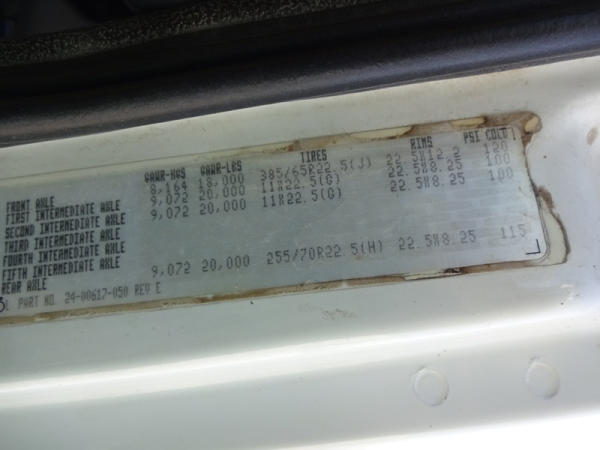 GAWR-KGS GAWR-LBS TIRES RIMS PSI COLD
FRONT AXLE 8,164 18,000 385/65R22.5(J) 22.5X12.2 120
FIRST INTERMEDIATE AXLE 9,072 20,000 11R22.5(G) 22.5X8.25 100
SECOND INTERMEDIATE AXLE 9,072 20,000 11R22.5(G) 22.5X8.25 100
THIRD INTERMEDIATE AXLE
FOURTH INTERMEDIATE AXLE
FIFTH INTERMEDIATE AXLE
REAR AXLE 9,072 20,000 255/70R22.5(H) 22.5X8.25 115
PART NO. 24-00617-050 REV E